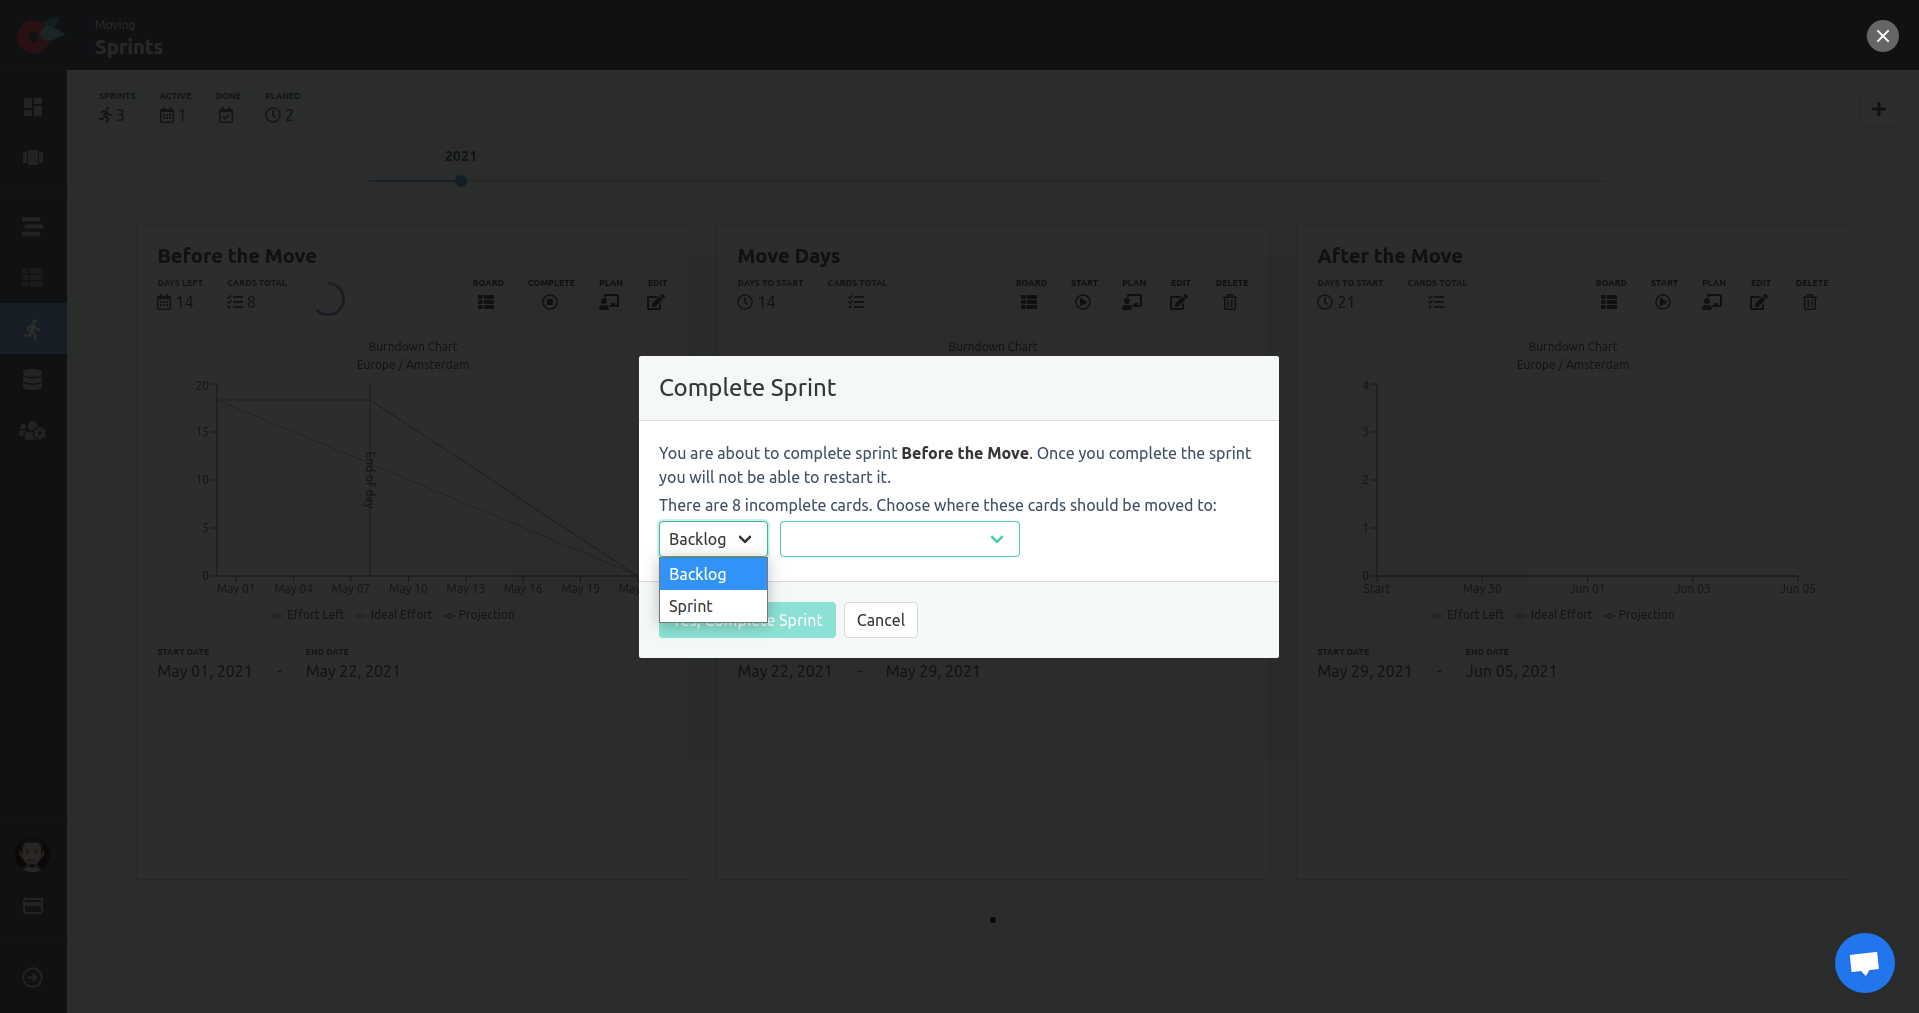 Moving
Sprints
SPRINTS ACTIVE DONE PLANED
3 1 2
2021
Before the Move
DAYS LEFT CARDS TOTAL BOARD COMPLETE PLAN EDIT
14 8
Burndown Chart
Europe / Amsterdam
20
15
10
5
0
End of day
May 01 May 04 May 07 May 10 May 13 May 16 May 19 May
Effort Left Ideal Effort Projection
START DATE END DATE
May 01, 2021 - May 22, 2021
Move Days
DAYS TO START CARDS TOTAL BOARD START PLAN EDIT DELETE
14
Burndown Chart
May 22, 2021 - May 29, 2021
After the Move
DAYS TO START CARDS TOTAL BOARD START PLAN EDIT DELETE
21
Burndown Chart
Europe / Amsterdam
4
3
2
1
0
Start May 30 Jun 01 Jun 03 Jun 05
Effort Left Ideal Effort Projection
START DATE END DATE
May 29, 2021 - Jun 05, 2021
Complete Sprint
You are about to complete sprint Before the Move. Once you complete the sprint
you will not be able to restart it.
There are 8 incomplete cards. Choose where these cards should be moved to:
Backlog
Backlog
Sprint
Yes, Complete Sprint Cancel